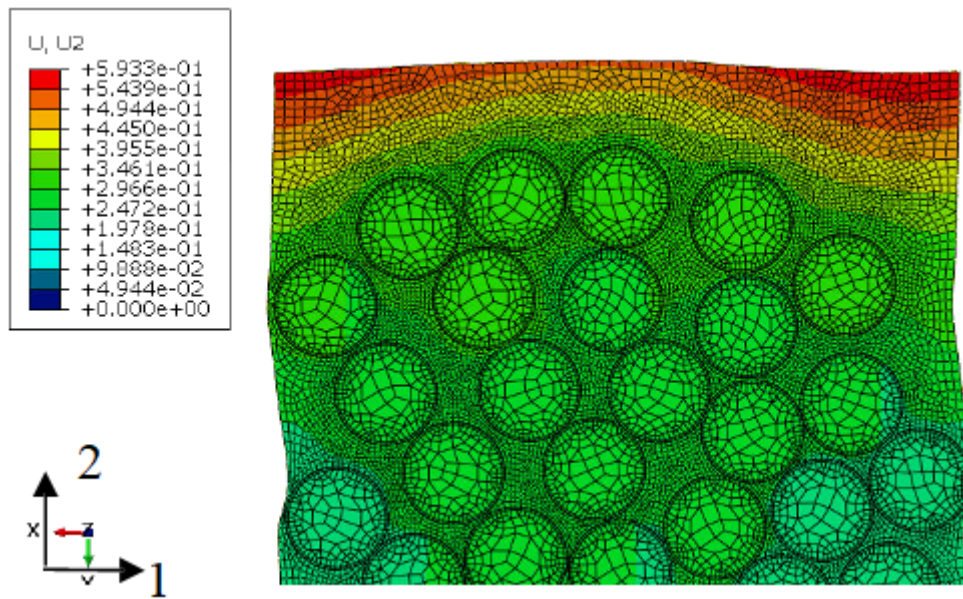 U, U2
+5.933e-01
+5.439e-01
+4.944e-01
+4.450e-01
+3.955e-01
+3.461e-01
+2.966e-01
+2.472e-01
+1.978e-01
+1.483e-01
+9.888e-02
+4.944e-02
+0.000e+00
2
X Z
Y 1